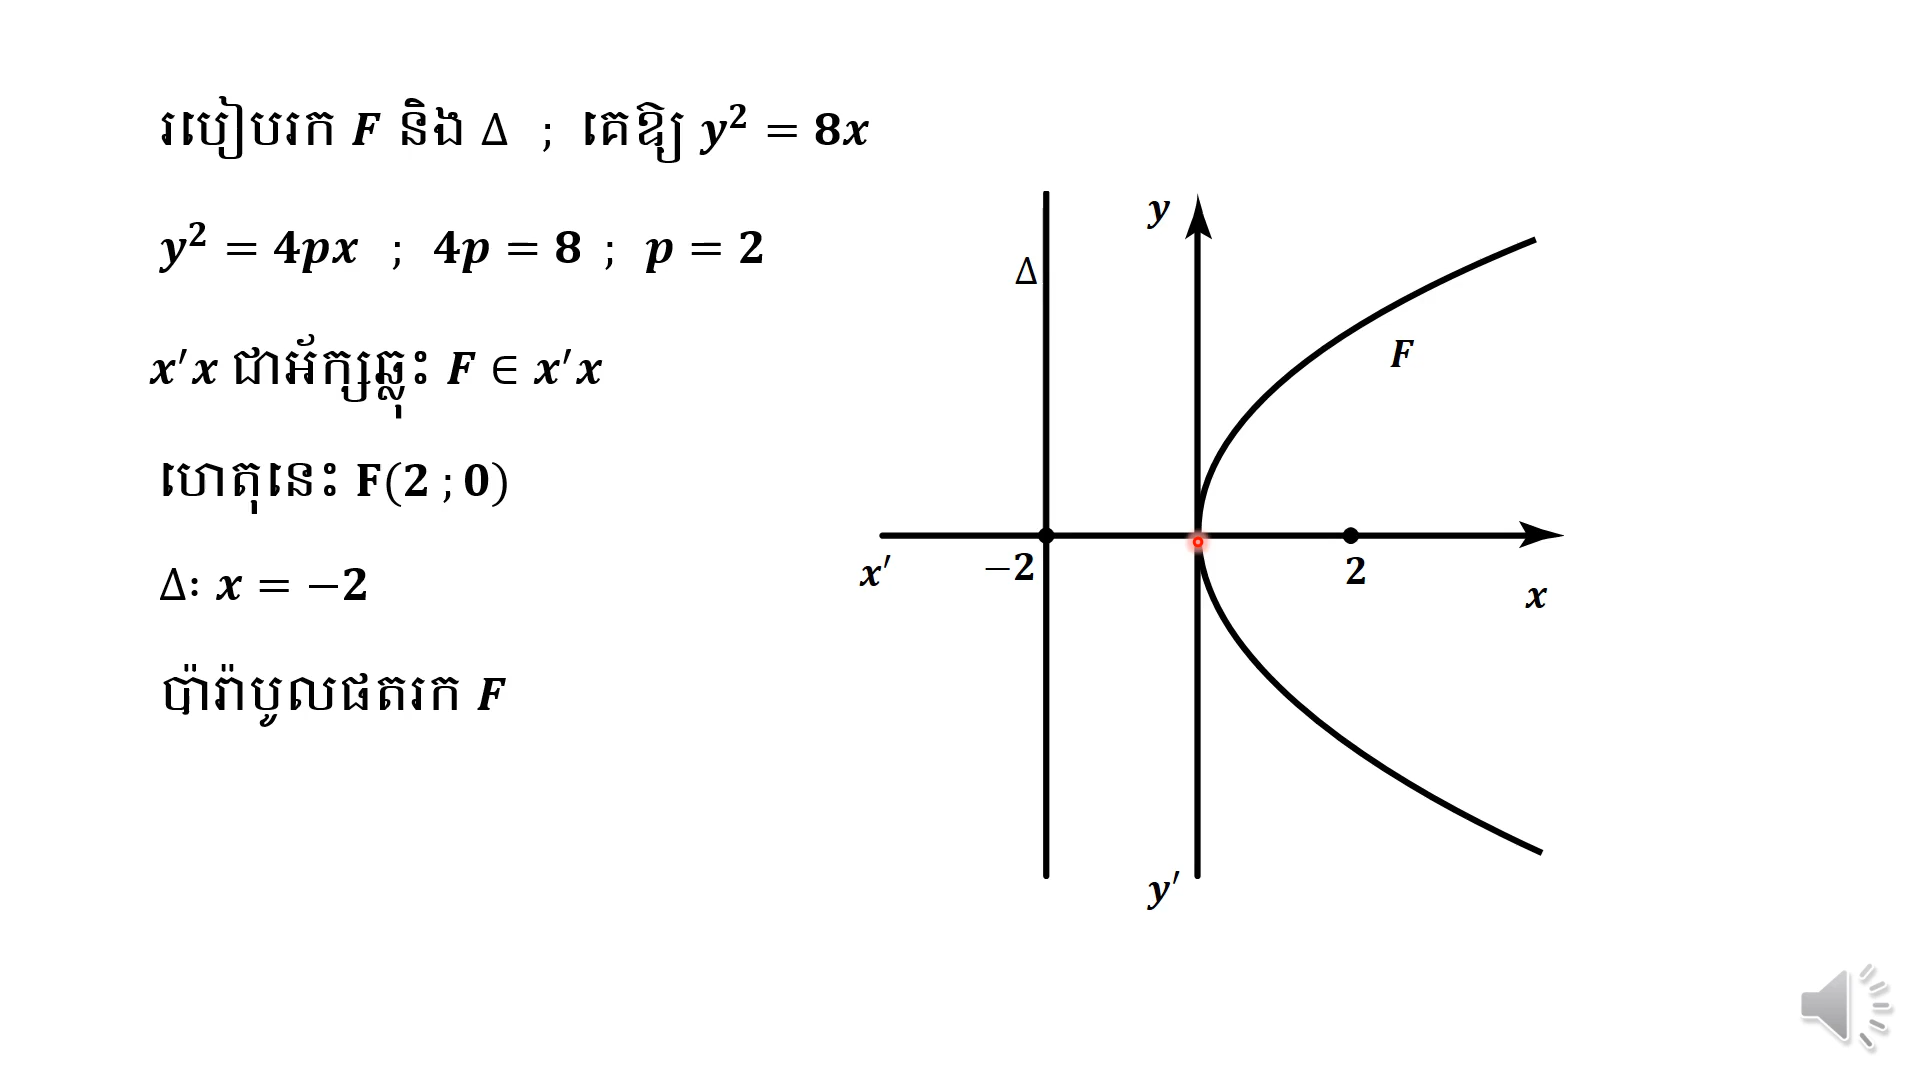 របៀបរក F និង Δ ; គេឱ្យ y² = 8x
y² = 4px ; 4p = 8 ; p = 2
x′x ជាអ័ក្សឆ្លុះ F ∈ x′x
ហេតុនេះ F(2 ; 0)
Δ: x = −2
ប៉ារ៉ាបូលផតរក F
y
Δ
F
x′
−2
2
x
y′